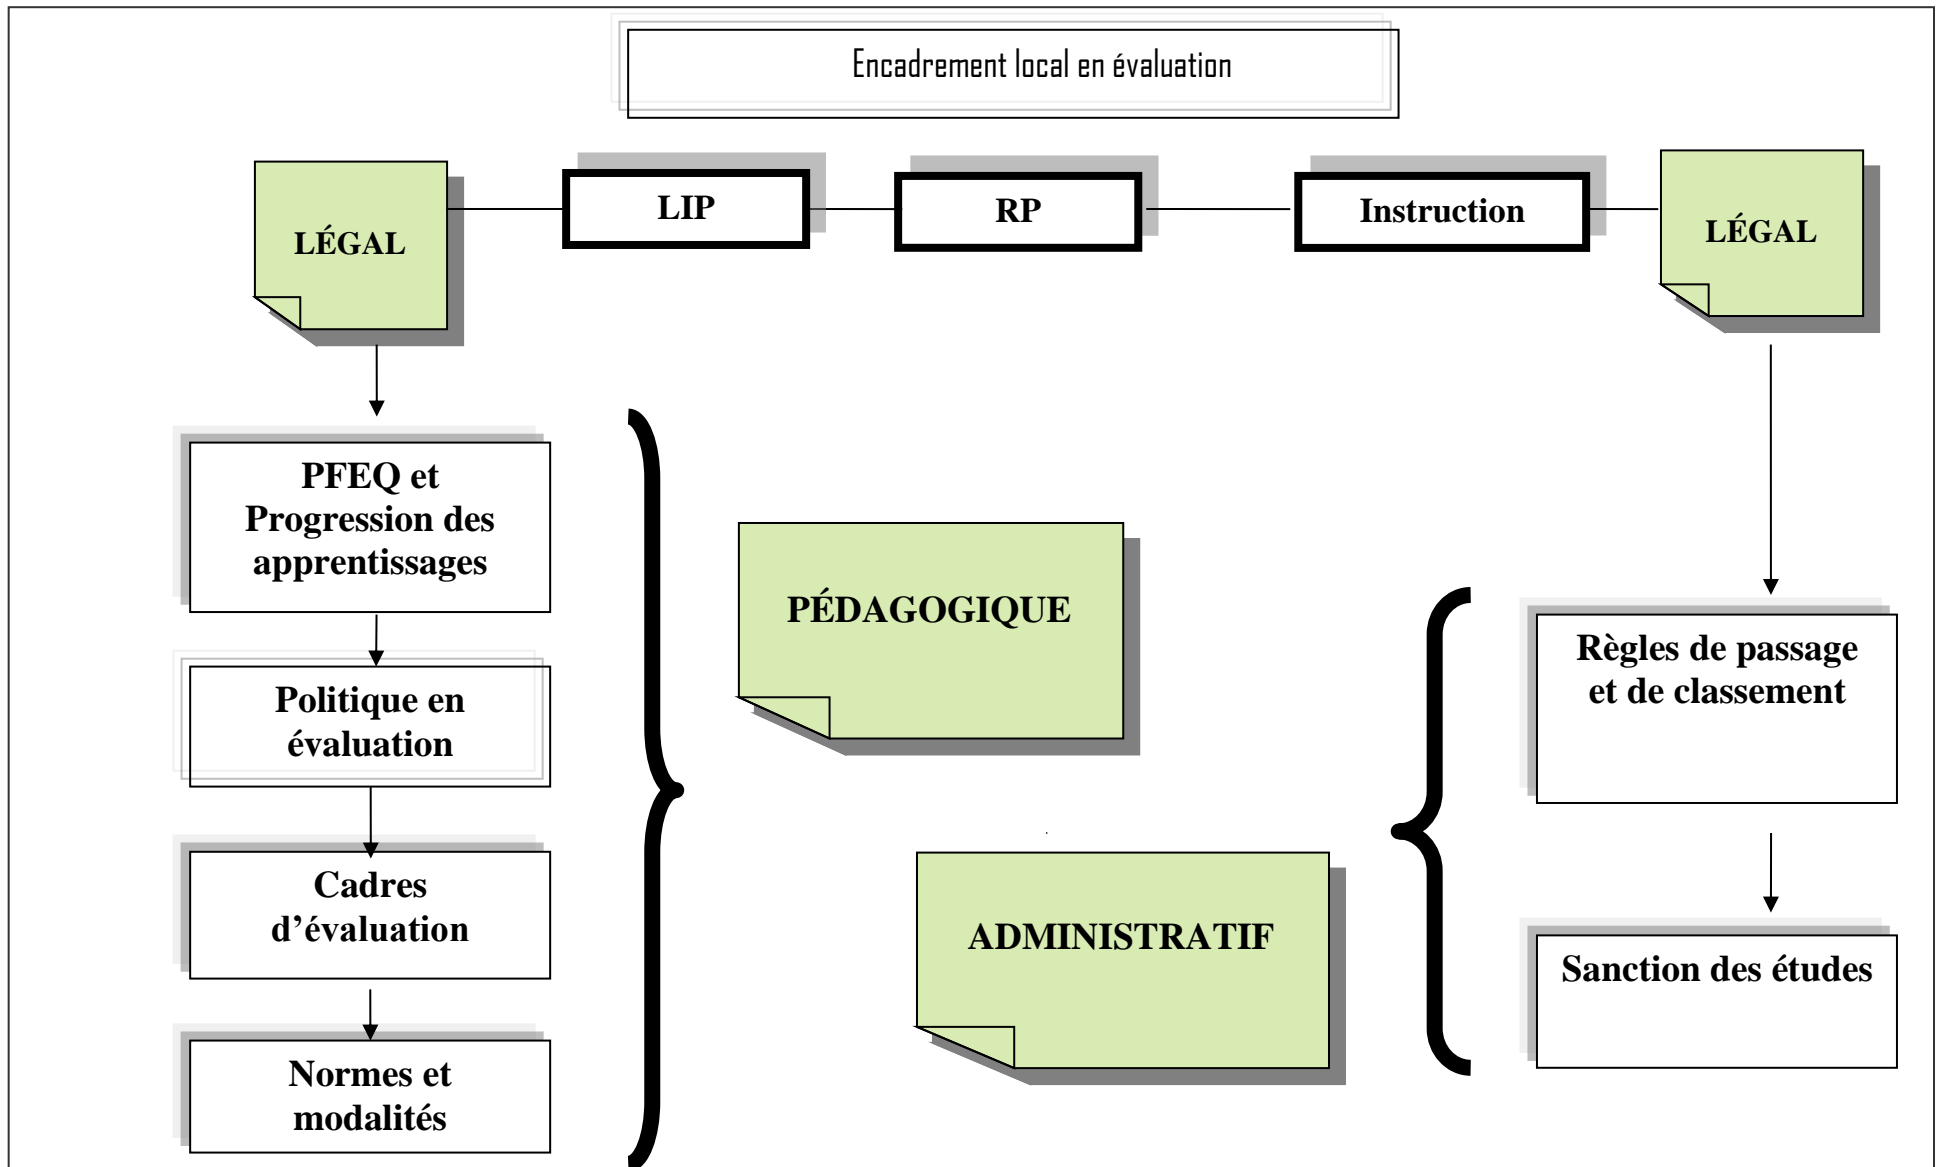 Encadrement local en évaluation
LÉGAL
LIP
RP
Instruction
LÉGAL
PFEQ et
Progression des
apprentissages
Politique en
évaluation
Cadres
d’évaluation
Normes et
modalités
PÉDAGOGIQUE
ADMINISTRATIF
Règles de passage
et de classement
Sanction des études